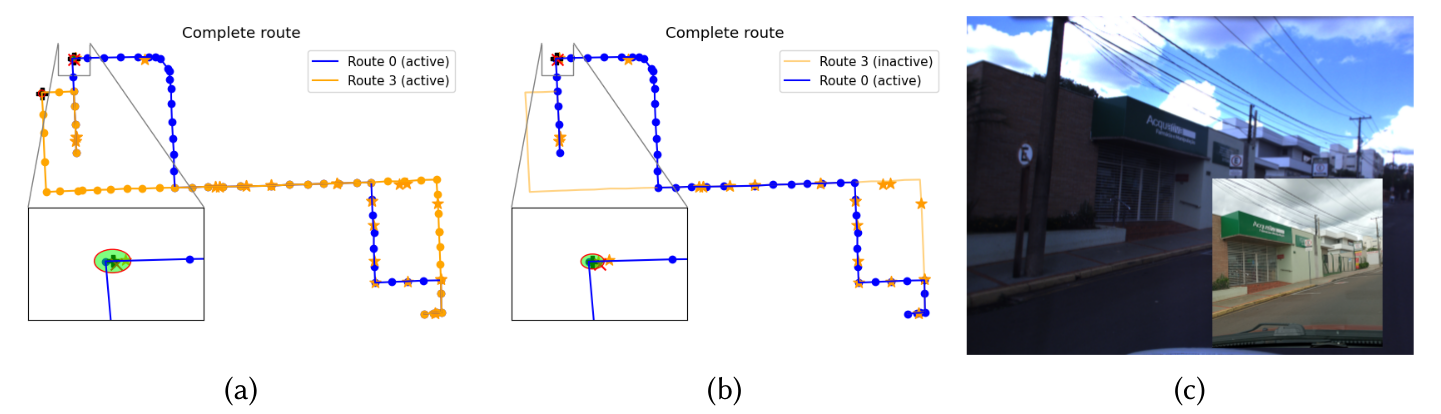 Complete route
Route 0 (active)
Route 3 (active)
Complete route
Route 3 (inactive)
Route 0 (active)
(a)
(b)
(c)